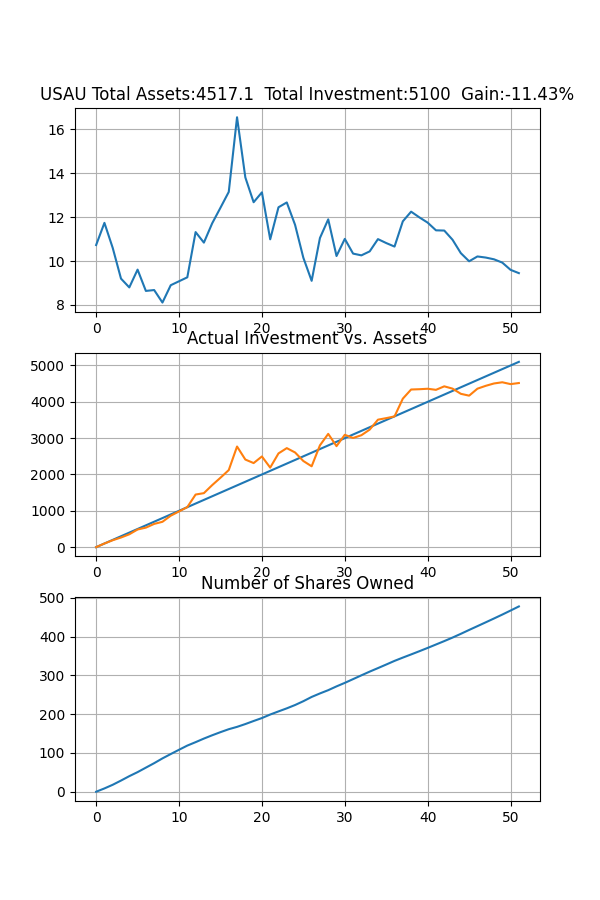 USAU Total Assets:4517.1  Total Investment:5100  Gain:-11.43%
16
14
12
10
8
0 10 20 30 40 50
Actual Investment vs. Assets
5000
4000
3000
2000
1000
0
0 10 20 30 40 50
Number of Shares Owned
500
400
300
200
100
0
0 10 20 30 40 50